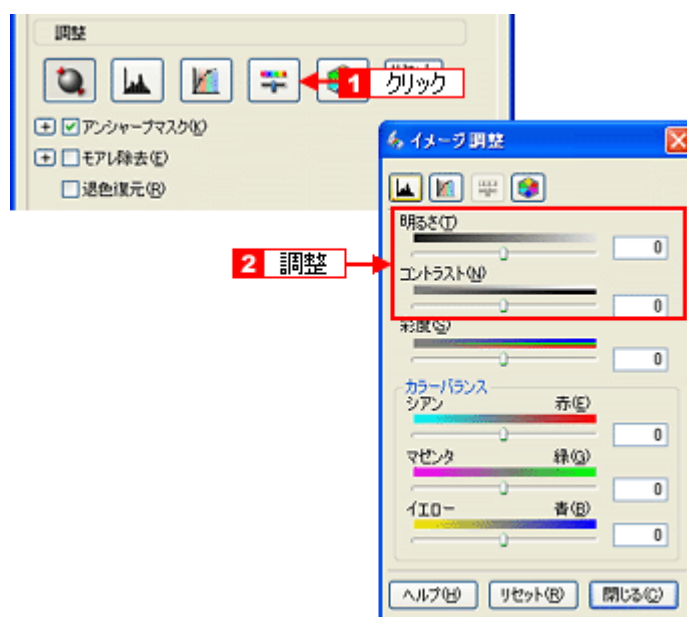 調整
1 クリック
アンシャープマスク(K)
モアレ除去(E)
退色復元(R)
イメージ調整
明るさ(T)
0
2 調整
コントラスト(N)
0
彩度(S)
0
カラーバランス
シアン 赤(E)
0
マゼンタ 緑(G)
0
イエロー 青(B)
0
ヘルプ(H) リセット(R) 閉じる(C)